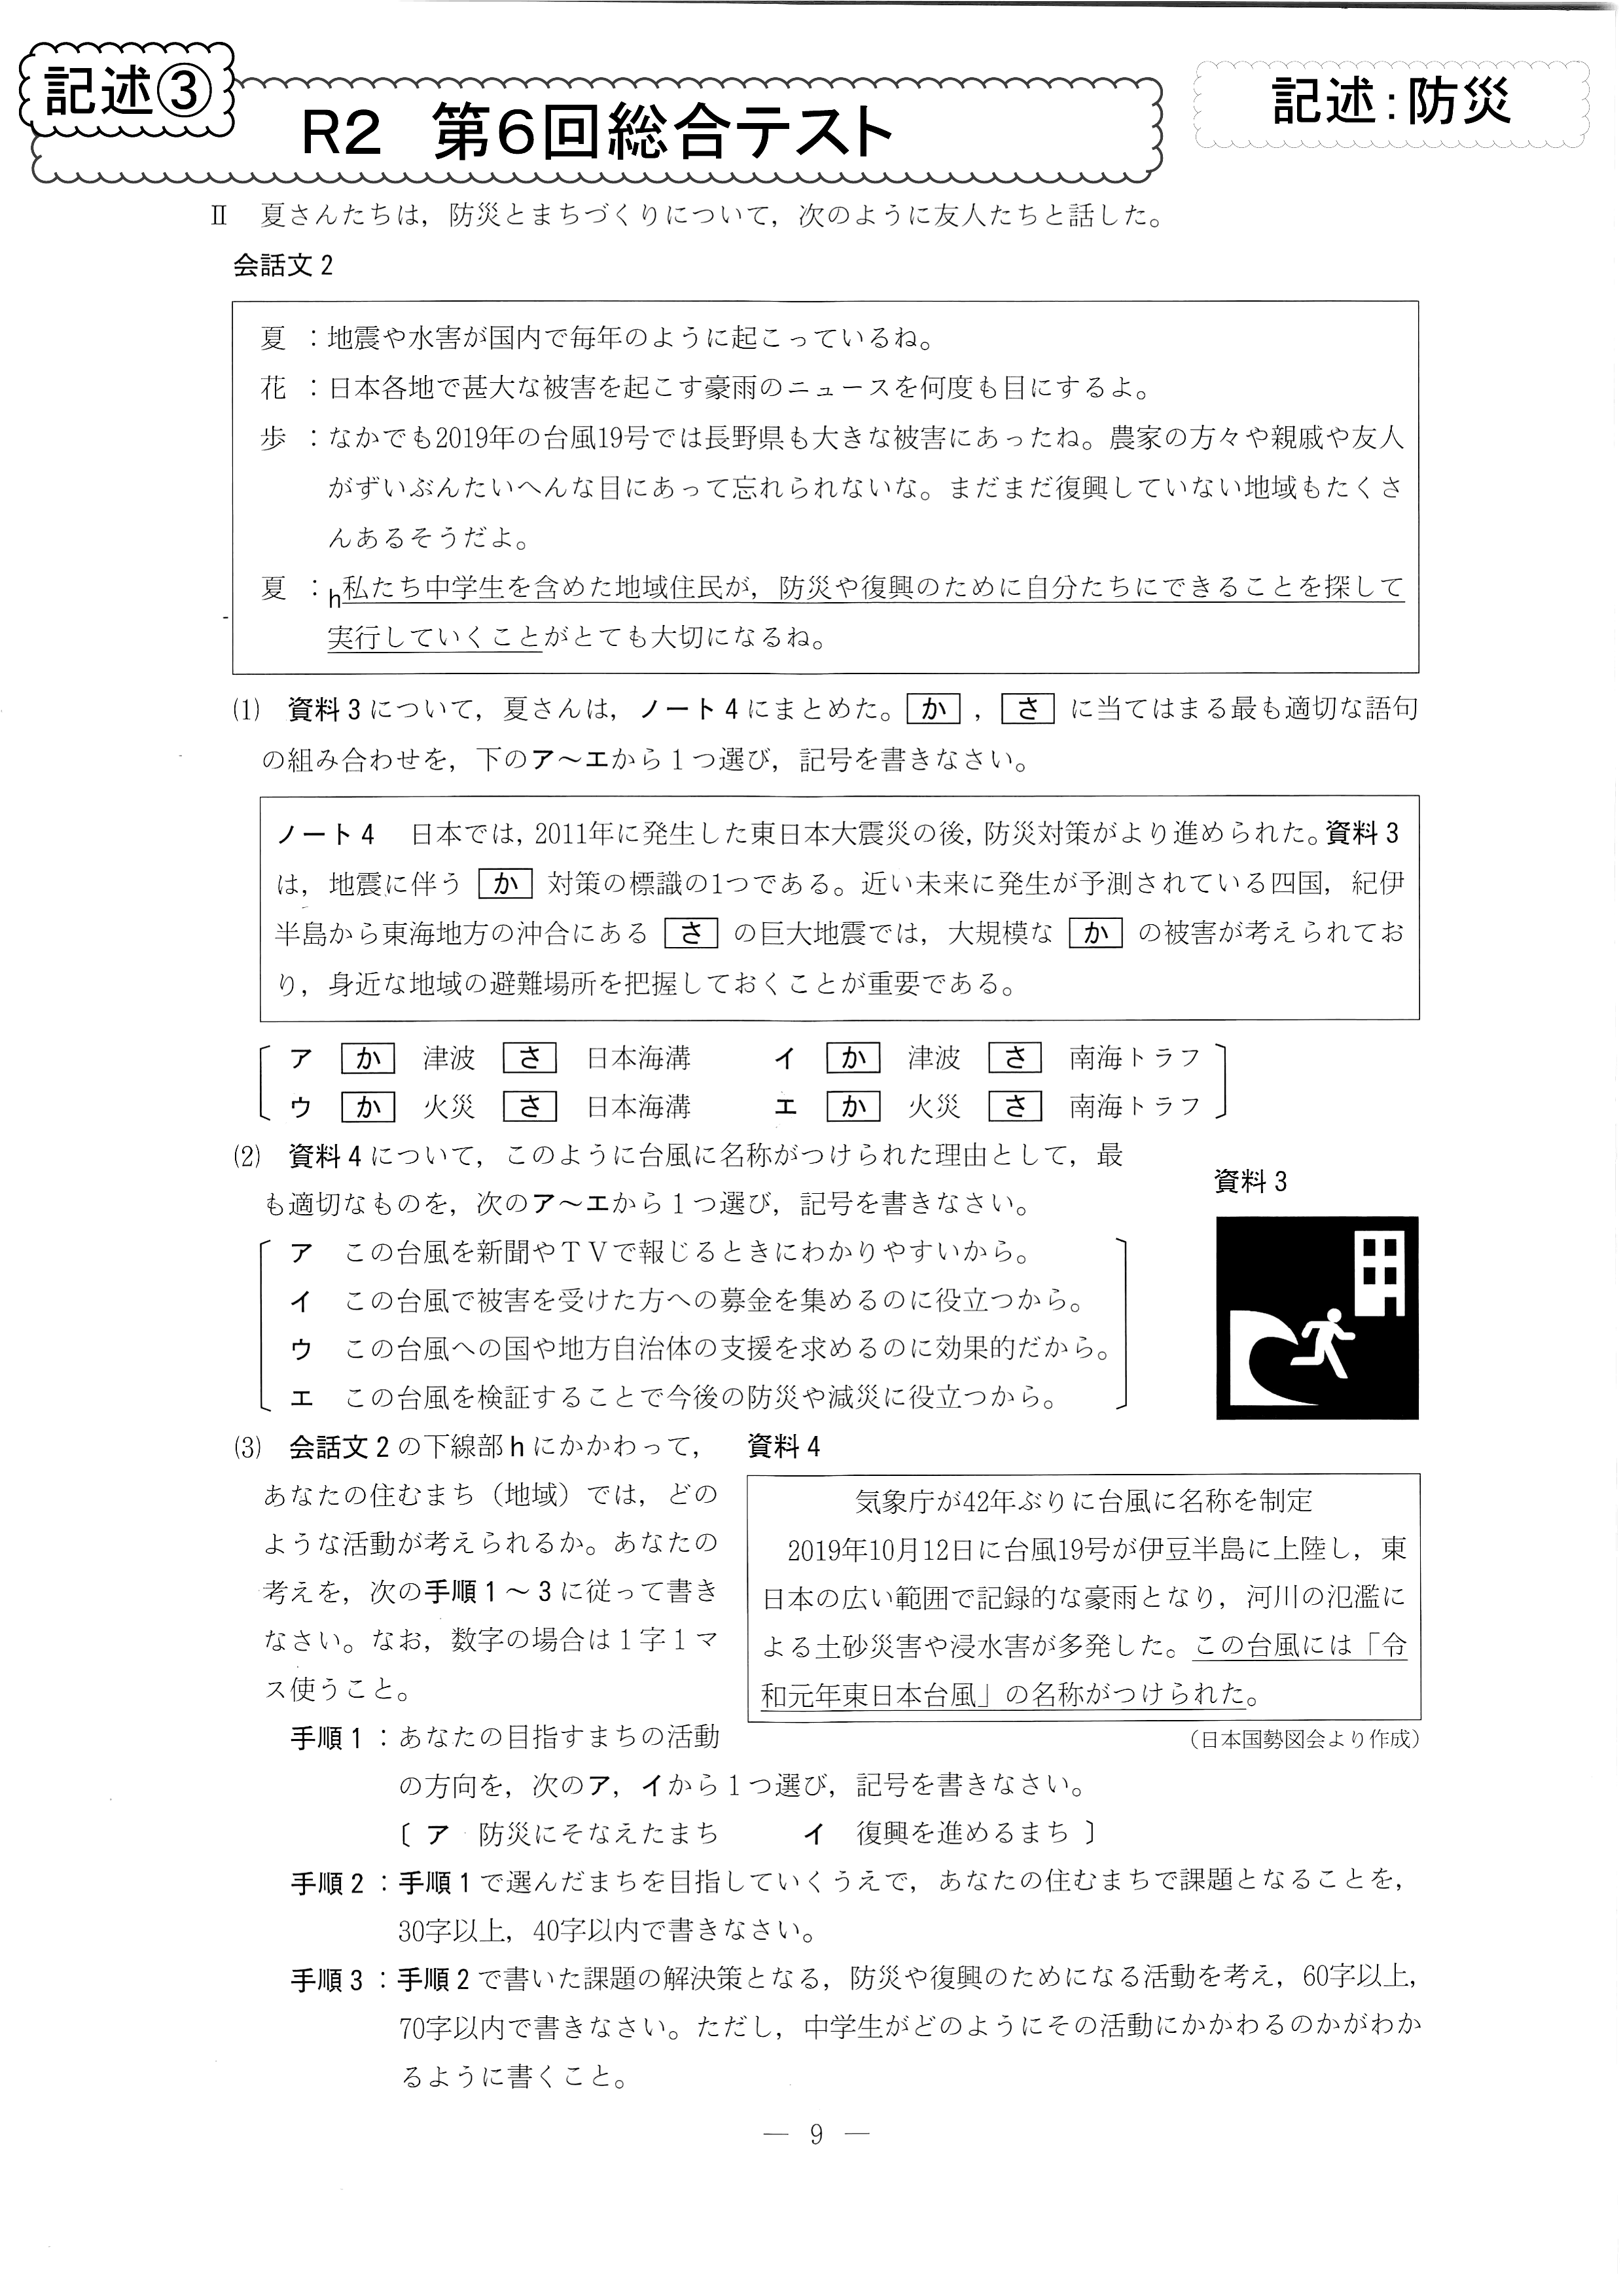 記述③
R2 第6回総合テスト
記述:防災
Ⅱ 夏さんたちは，防災とまちづくりについて，次のように友人たちと話した。
会話文2
夏 ：地震や水害が国内で毎年のように起こっているね。
花 ：日本各地で甚大な被害を起こす豪雨のニュースを何度も目にするよ。
歩 ：なかでも2019年の台風19号では長野県も大きな被害にあったね。農家の方々や親戚や友人
がずいぶんたいへんな目にあって忘れられないな。まだまだ復興していない地域もたくさ
んあるそうだよ。
夏 ：h私たち中学生を含めた地域住民が，防災や復興のために自分たちにできることを探して
実行していくことがとても大切になるね。
(1) 資料3について，夏さんは，ノート4にまとめた。か，さに当てはまる最も適切な語句
の組み合わせを，下のア～エから1つ選び，記号を書きなさい。
ノート4 日本では，2011年に発生した東日本大震災の後，防災対策がより進められた。資料3
は，地震に伴う か 対策の標識の1つである。近い未来に発生が予測されている四国，紀伊
半島から東海地方の沖合にある さ の巨大地震では，大規模な か の被害が考えられてお
り，身近な地域の避難場所を把握しておくことが重要である。
ア か 津波 さ 日本海溝 イ か 津波 さ 南海トラフ
ウ か 火災 さ 日本海溝 エ か 火災 さ 南海トラフ
(2) 資料4について，このように台風に名称がつけられた理由として，最
も適切なものを，次のア～エから1つ選び，記号を書きなさい。
ア この台風を新聞やTVで報じるときにわかりやすいから。
イ この台風で被害を受けた方への募金を集めるのに役立つから。
ウ この台風への国や地方自治体の支援を求めるのに効果的だから。
エ この台風を検証することで今後の防災や減災に役立つから。
資料3
(3) 会話文2の下線部hにかかわって，
あなたの住むまち（地域）では，どの
ような活動が考えられるか。あなたの
考えを，次の手順1～3に従って書き
なさい。なお，数字の場合は1字1マ
ス使うこと。
資料4
気象庁が42年ぶりに台風に名称を制定
2019年10月12日に台風19号が伊豆半島に上陸し，東
日本の広い範囲で記録的な豪雨となり，河川の氾濫に
よる土砂災害や浸水害が多発した。この台風には「令
和元年東日本台風」の名称がつけられた。
（日本国勢図会より作成）
手順1：あなたの目指すまちの活動
の方向を，次のア，イから1つ選び，記号を書きなさい。
〔 ア 防災にそなえたまち イ 復興を進めるまち 〕
手順2：手順1で選んだまちを目指していくうえで，あなたの住むまちで課題となることを，
30字以上，40字以内で書きなさい。
手順3：手順2で書いた課題の解決策となる，防災や復興のためになる活動を考え，60字以上，
70字以内で書きなさい。ただし，中学生がどのようにその活動にかかわるのかがわか
るように書くこと。
― 9 ―